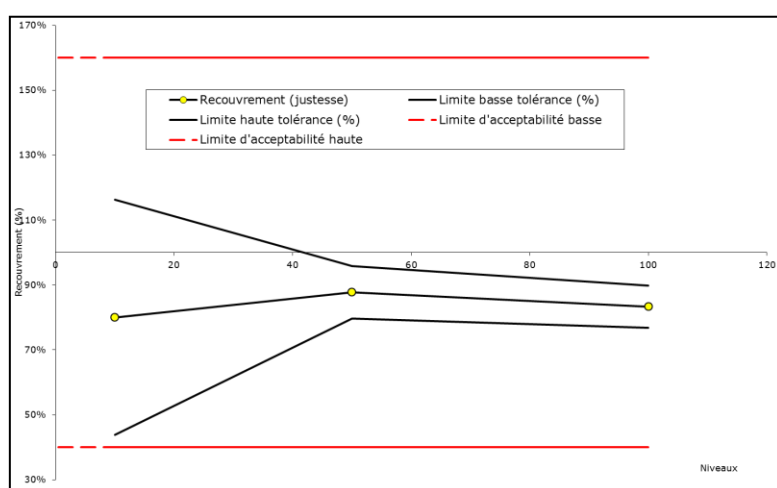 170%
150%
Recouvrement (justesse) Limite basse tolérance (%)
Limite haute tolérance (%) Limite d'acceptabilité basse
Limite d'acceptabilité haute
130%
110%
Recouvrement (%)
0 20 40 60 80 100 120
90%
70%
50%
30%
Niveaux